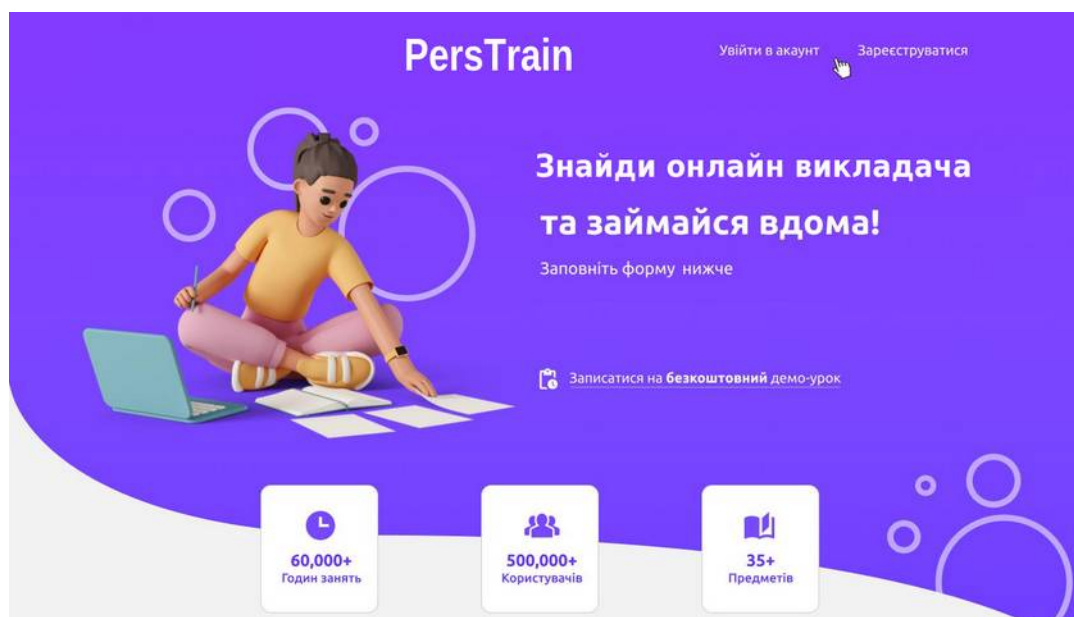 PersTrain
Увійти в акаунт
Зареєструватися
Знайди онлайн викладача
та займайся вдома!
Заповніть форму нижче
Записатися на безкоштовний демо-урок
60,000+
Годин занять
500,000+
Користувачів
35+
Предметів